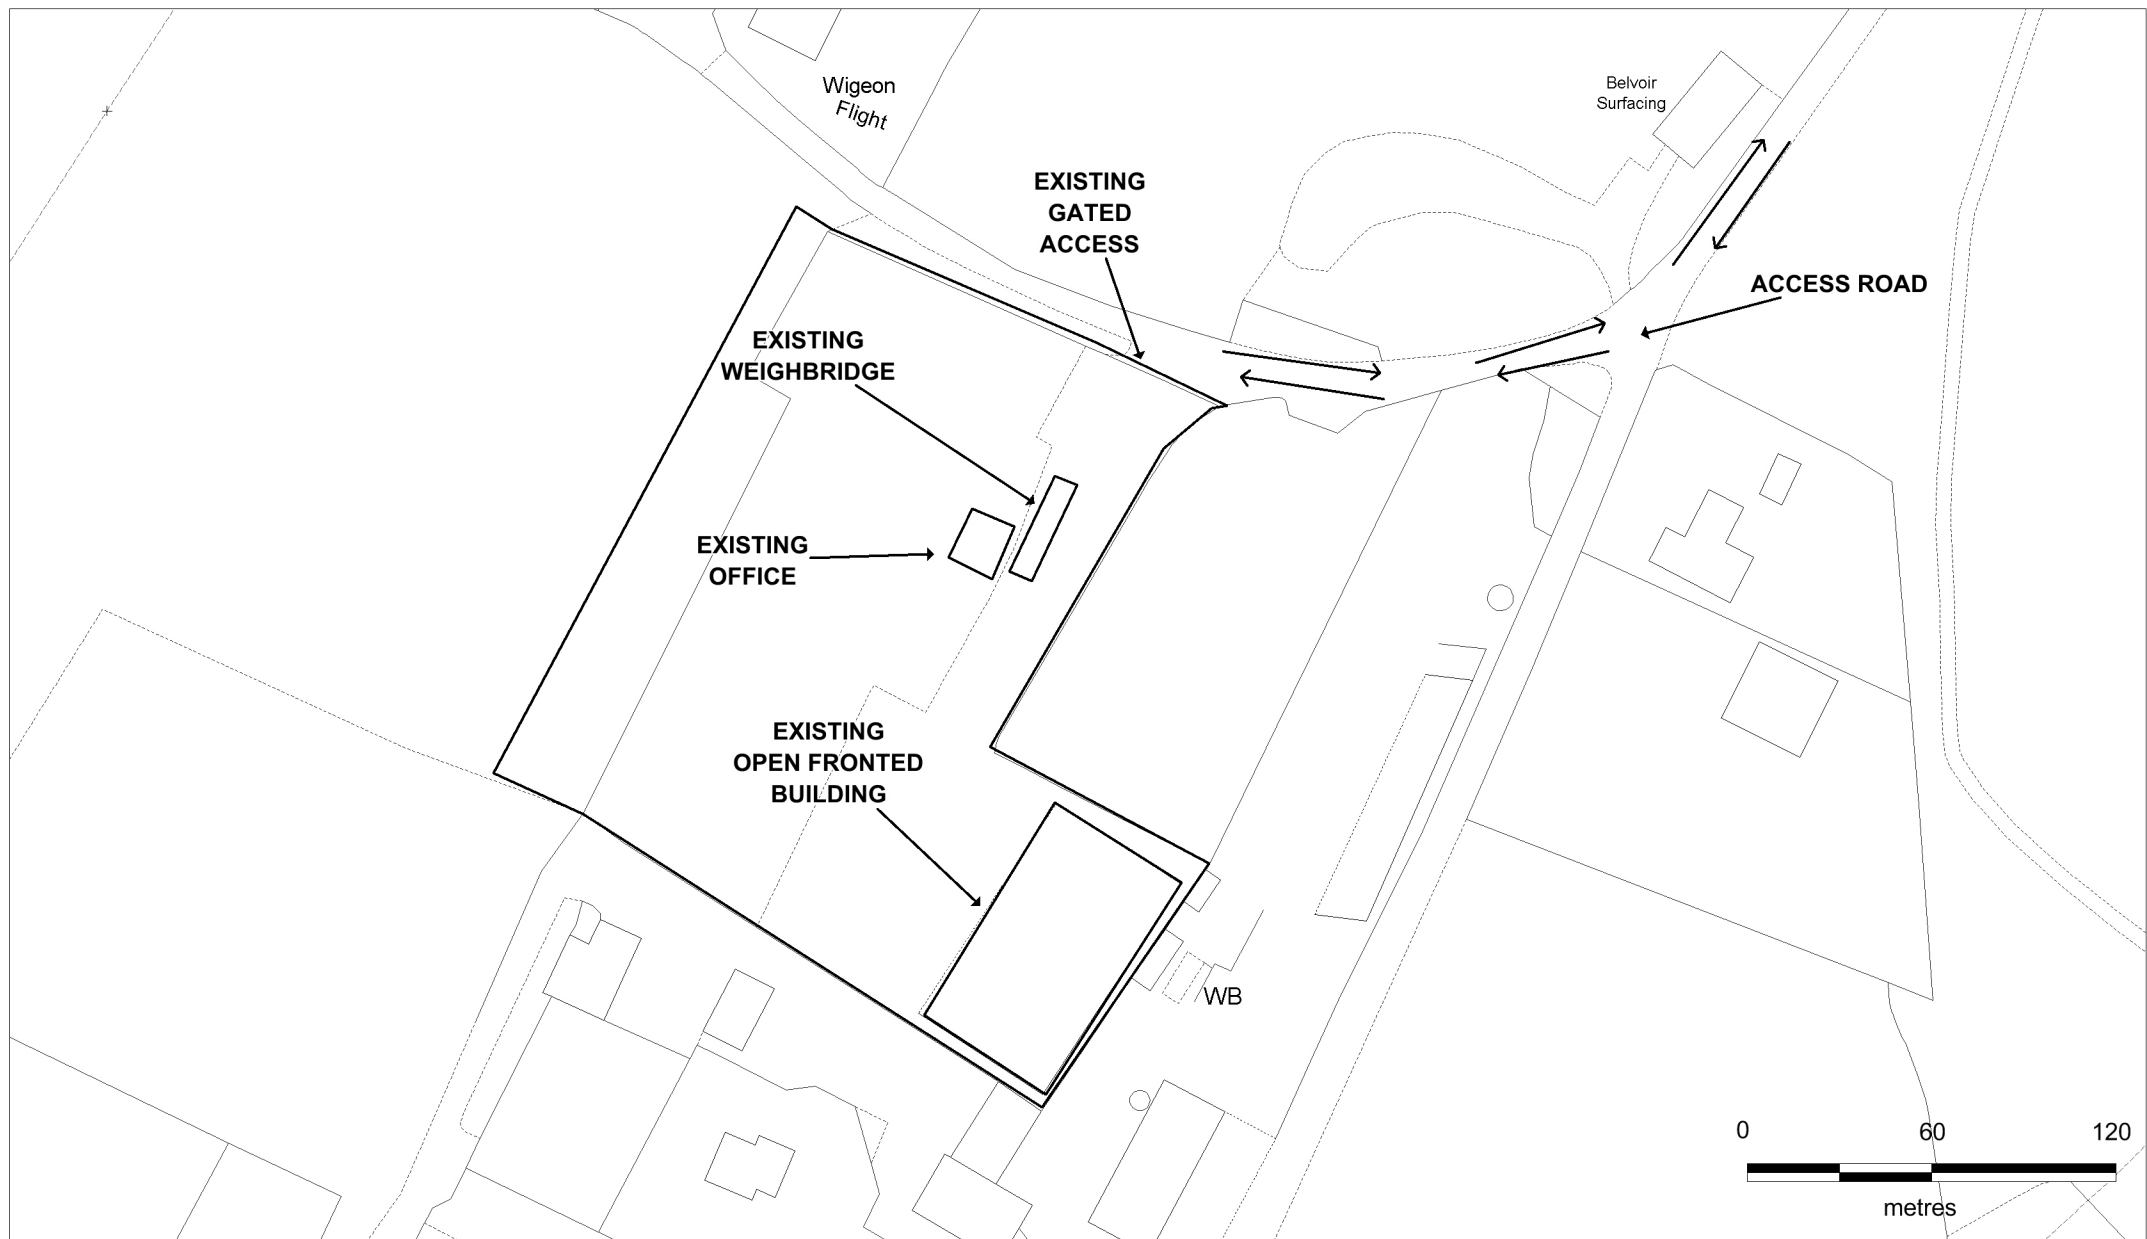 Wigeon
Flight
Belvoir
Surfacing
EXISTING
GATED
ACCESS
ACCESS ROAD
EXISTING
WEIGHBRIDGE
EXISTING
OFFICE
EXISTING
OPEN FRONTED
BUILDING
WB
0 60 120
metres